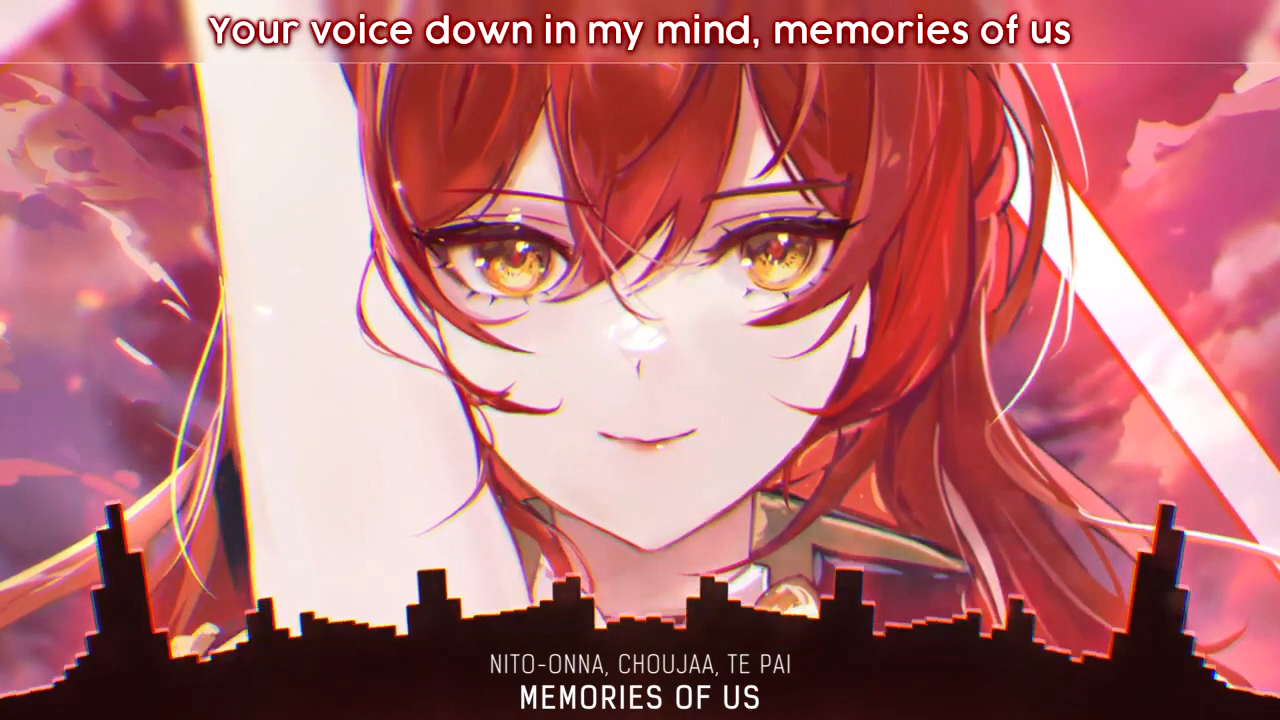 Your voice down in my mind, memories of us
NITO-ONNA, CHOUJAA, TE PAI
MEMORIES OF US